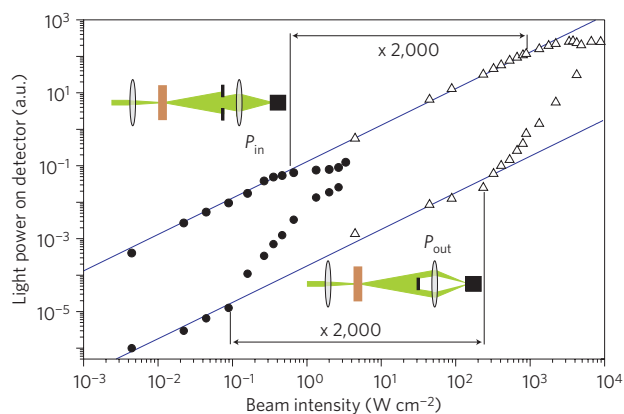 10³
10¹
10⁻¹
10⁻³
10⁻⁵
Light power on detector (a.u.)
x 2,000
P_in
P_out
x 2,000
10⁻³ 10⁻² 10⁻¹ 10⁰ 10¹ 10² 10³ 10⁴
Beam intensity (W cm⁻²)